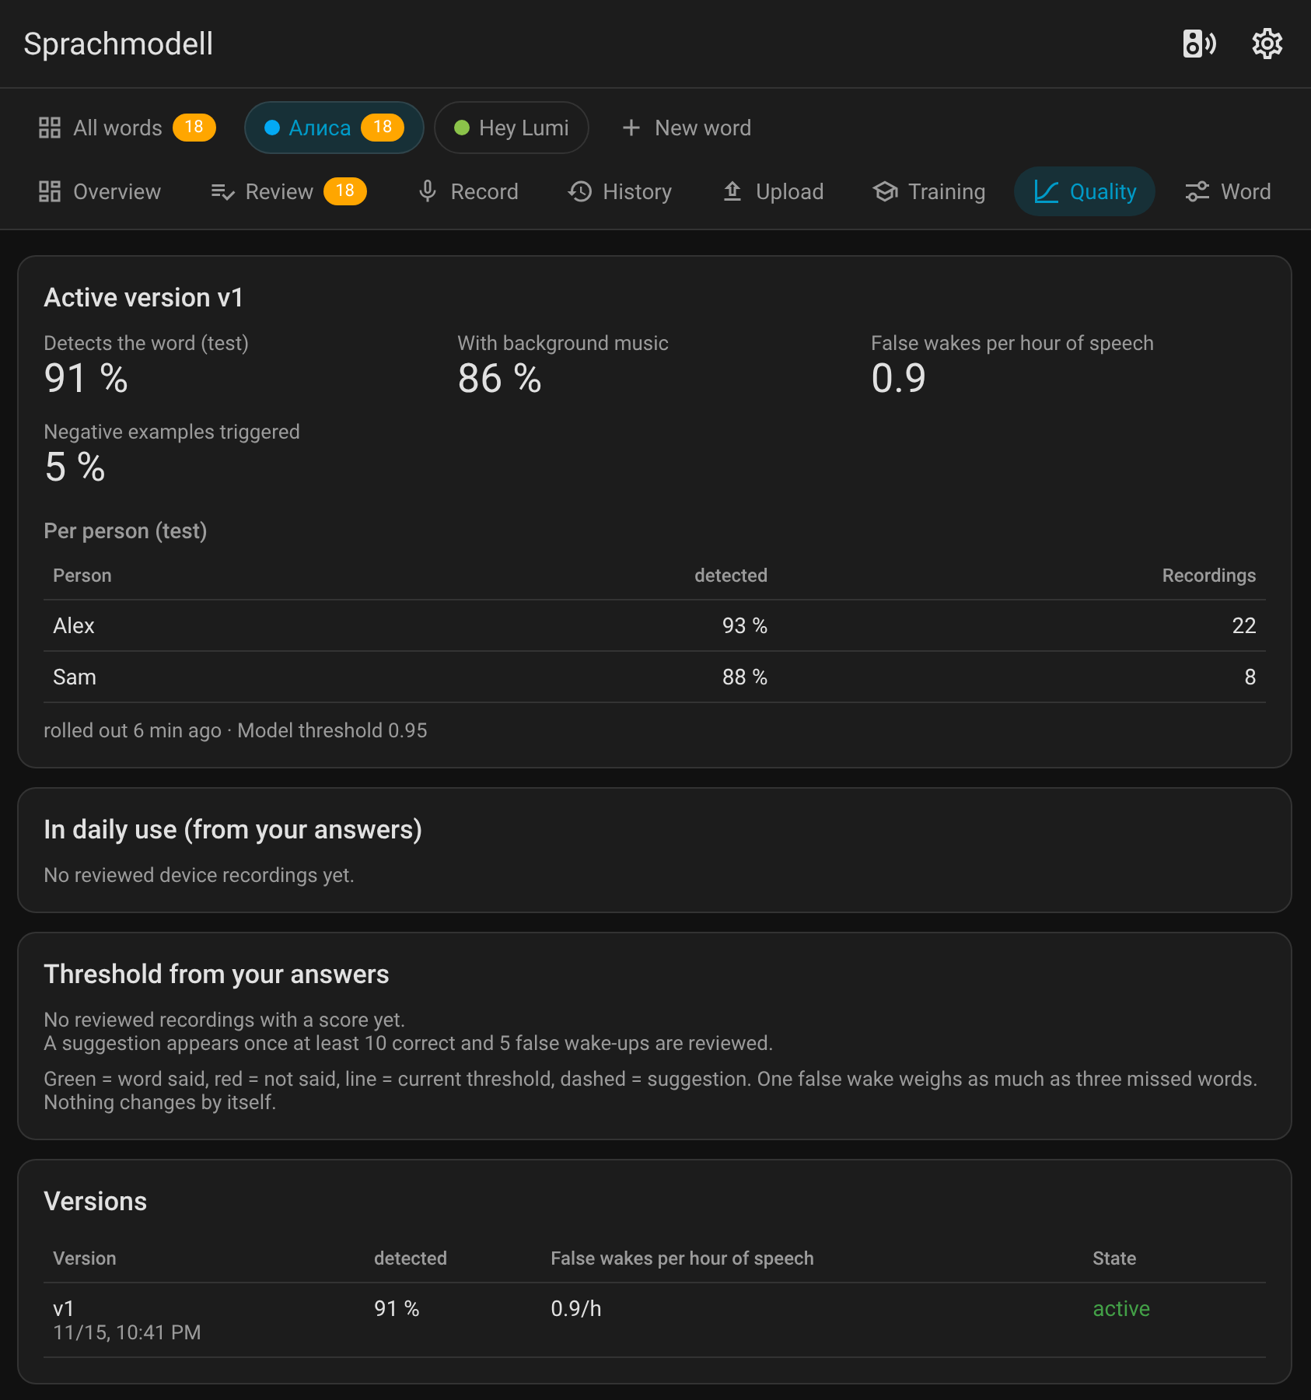 Sprachmodell
All words 18 Алиса 18 Hey Lumi New word
Overview Review 18 Record History Upload Training Quality Word
Active version v1
Detects the word (test) With background music False wakes per hour of speech
91 % 86 % 0.9
Negative examples triggered
5 %
Per person (test)
Person detected Recordings
Alex 93 % 22
Sam 88 % 8
rolled out 6 min ago · Model threshold 0.95
In daily use (from your answers)
No reviewed device recordings yet.
Threshold from your answers
No reviewed recordings with a score yet.
A suggestion appears once at least 10 correct and 5 false wake-ups are reviewed.
Green = word said, red = not said, line = current threshold, dashed = suggestion. One false wake weighs as much as three missed words.
Nothing changes by itself.
Versions
Version detected False wakes per hour of speech State
v1 91 % 0.9/h active
11/15, 10:41 PM